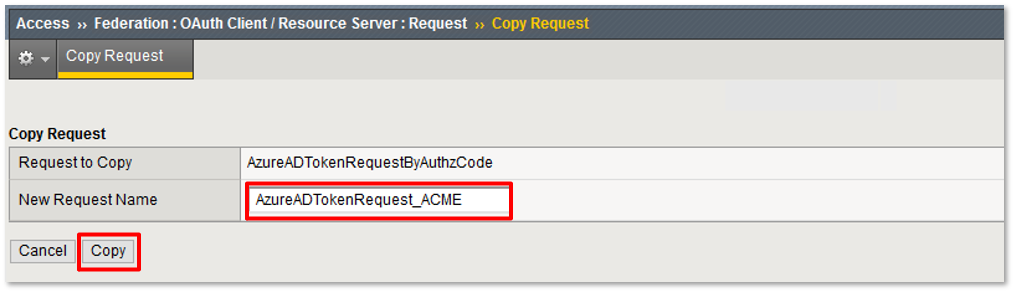 Access ›› Federation : OAuth Client / Resource Server : Request ›› Copy Request
Copy Request
Copy Request
Request to Copy AzureADTokenRequestByAuthzCode
New Request Name AzureADTokenRequest_ACME
Cancel Copy